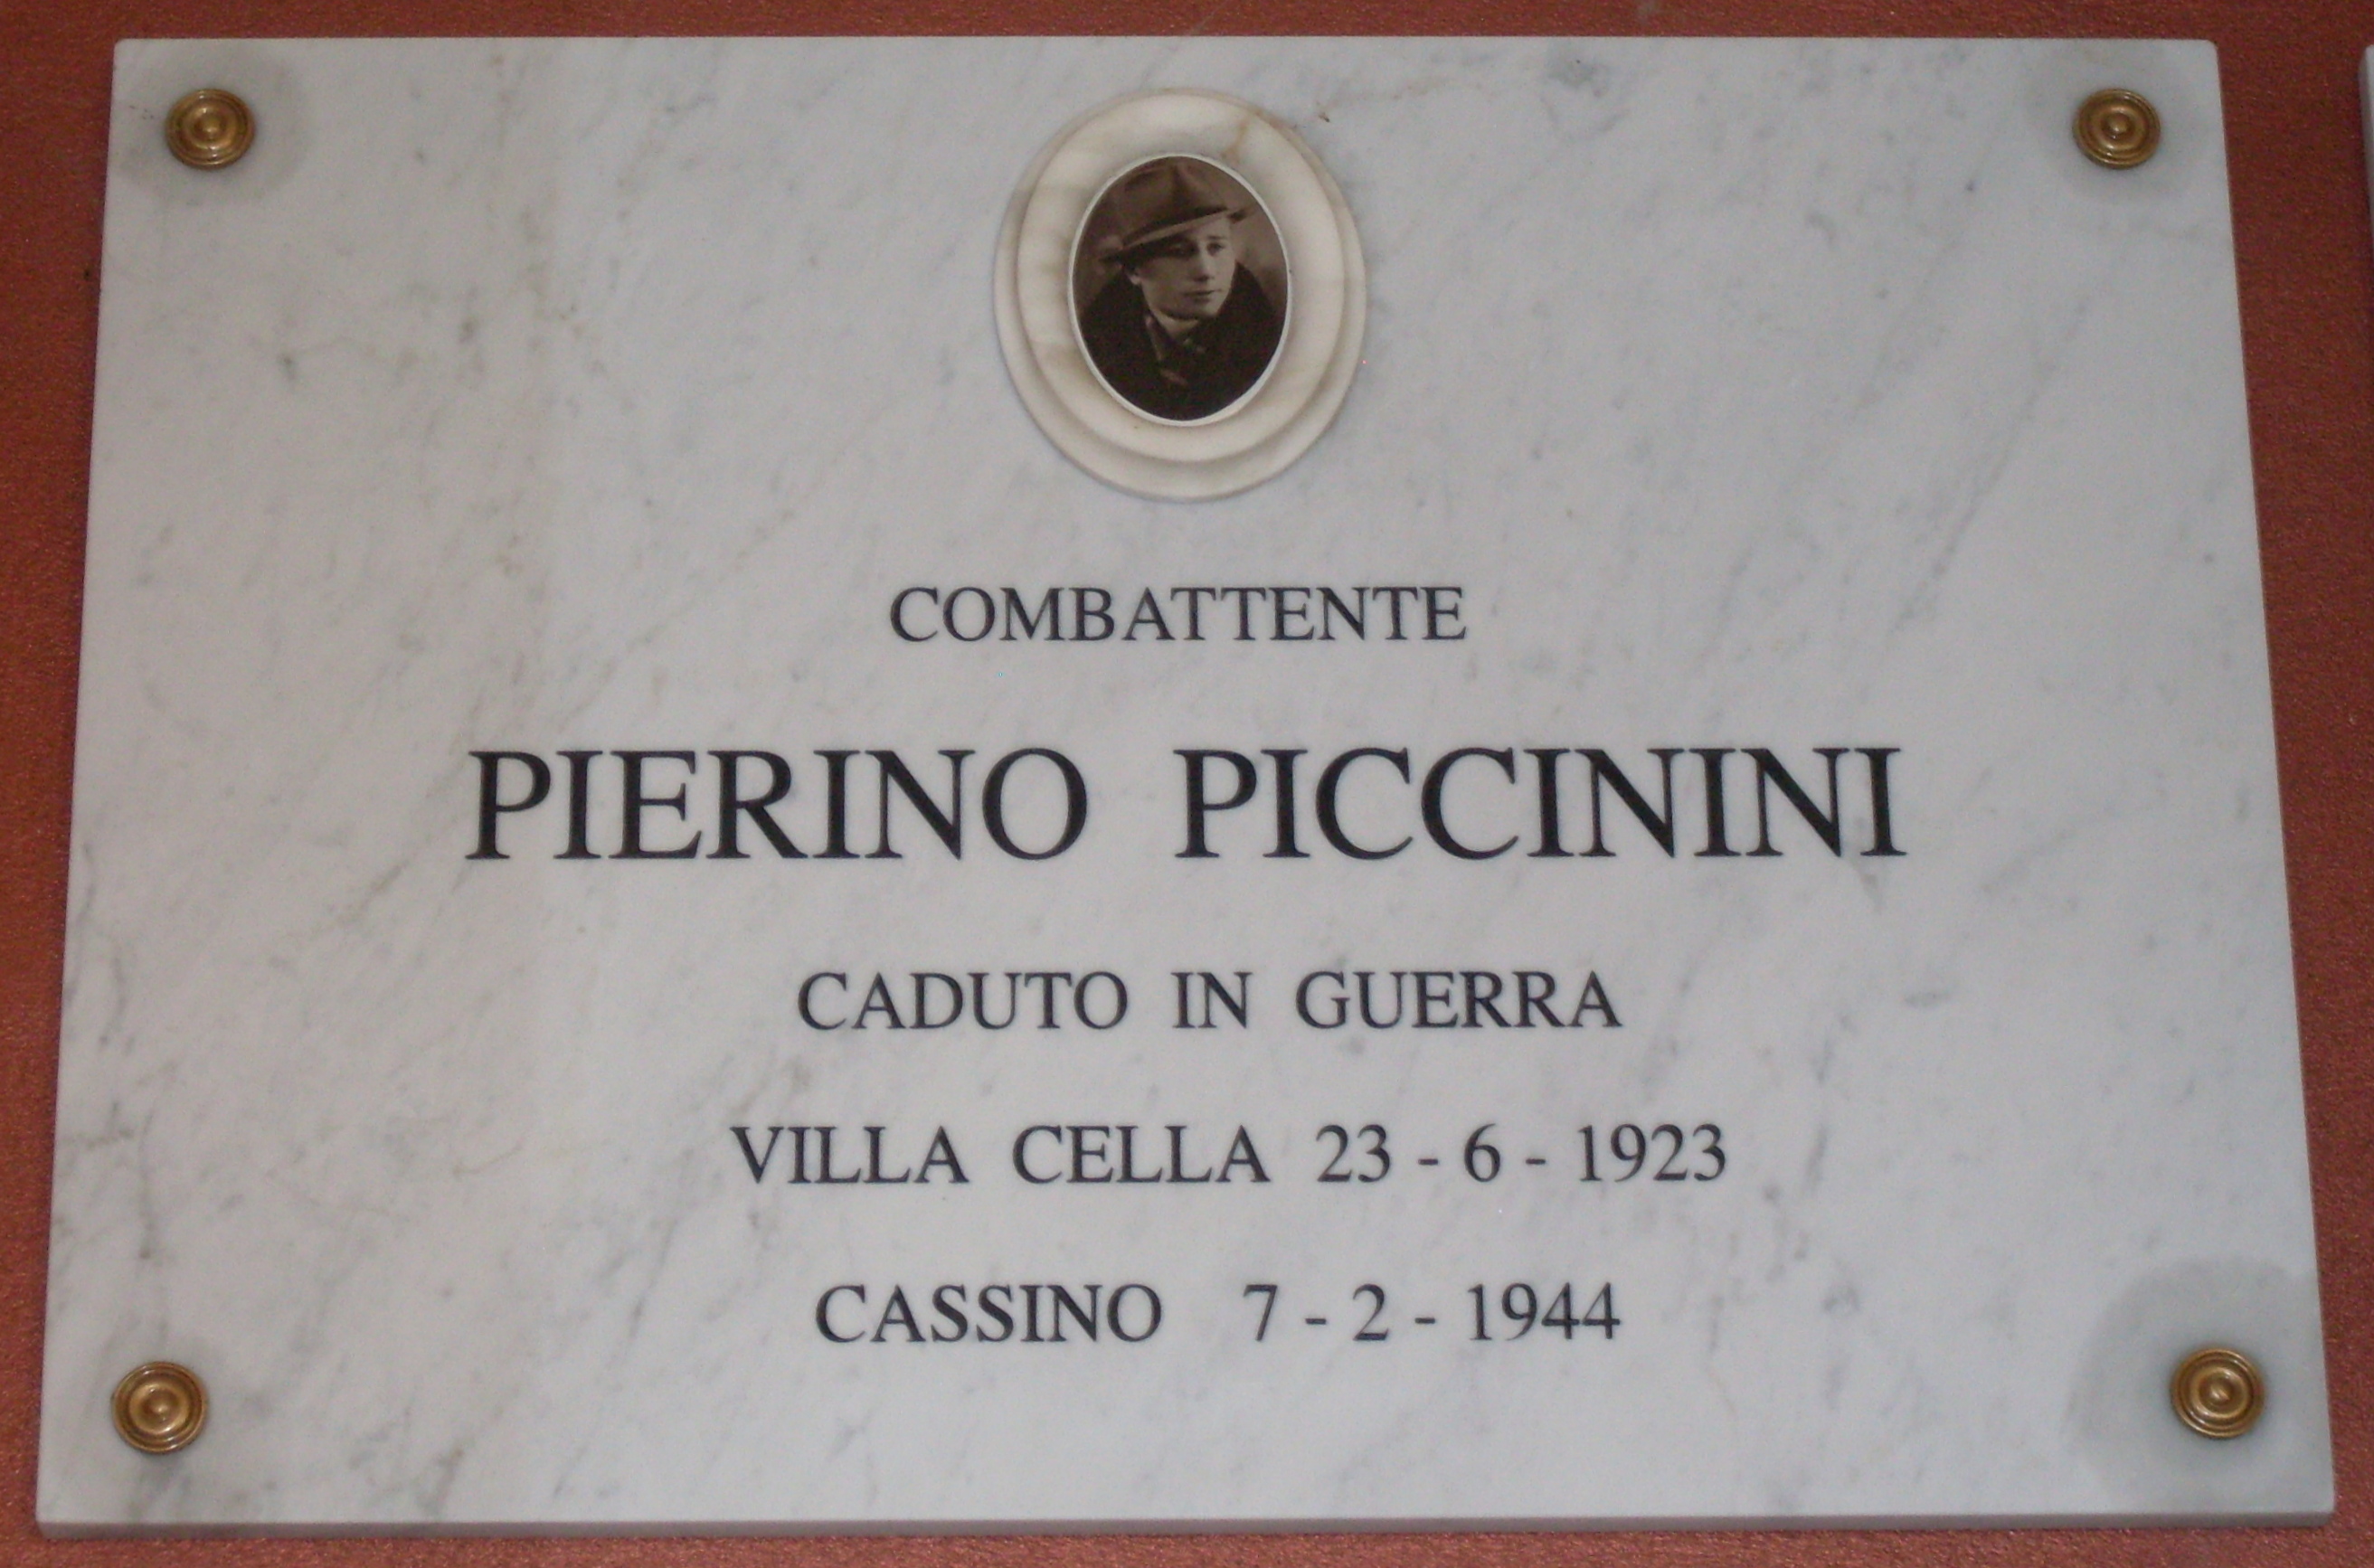 COMBATTENTE
PIERINO PICCININI
CADUTO IN GUERRA
VILLA CELLA 23 - 6 - 1923
CASSINO 7 - 2 - 1944